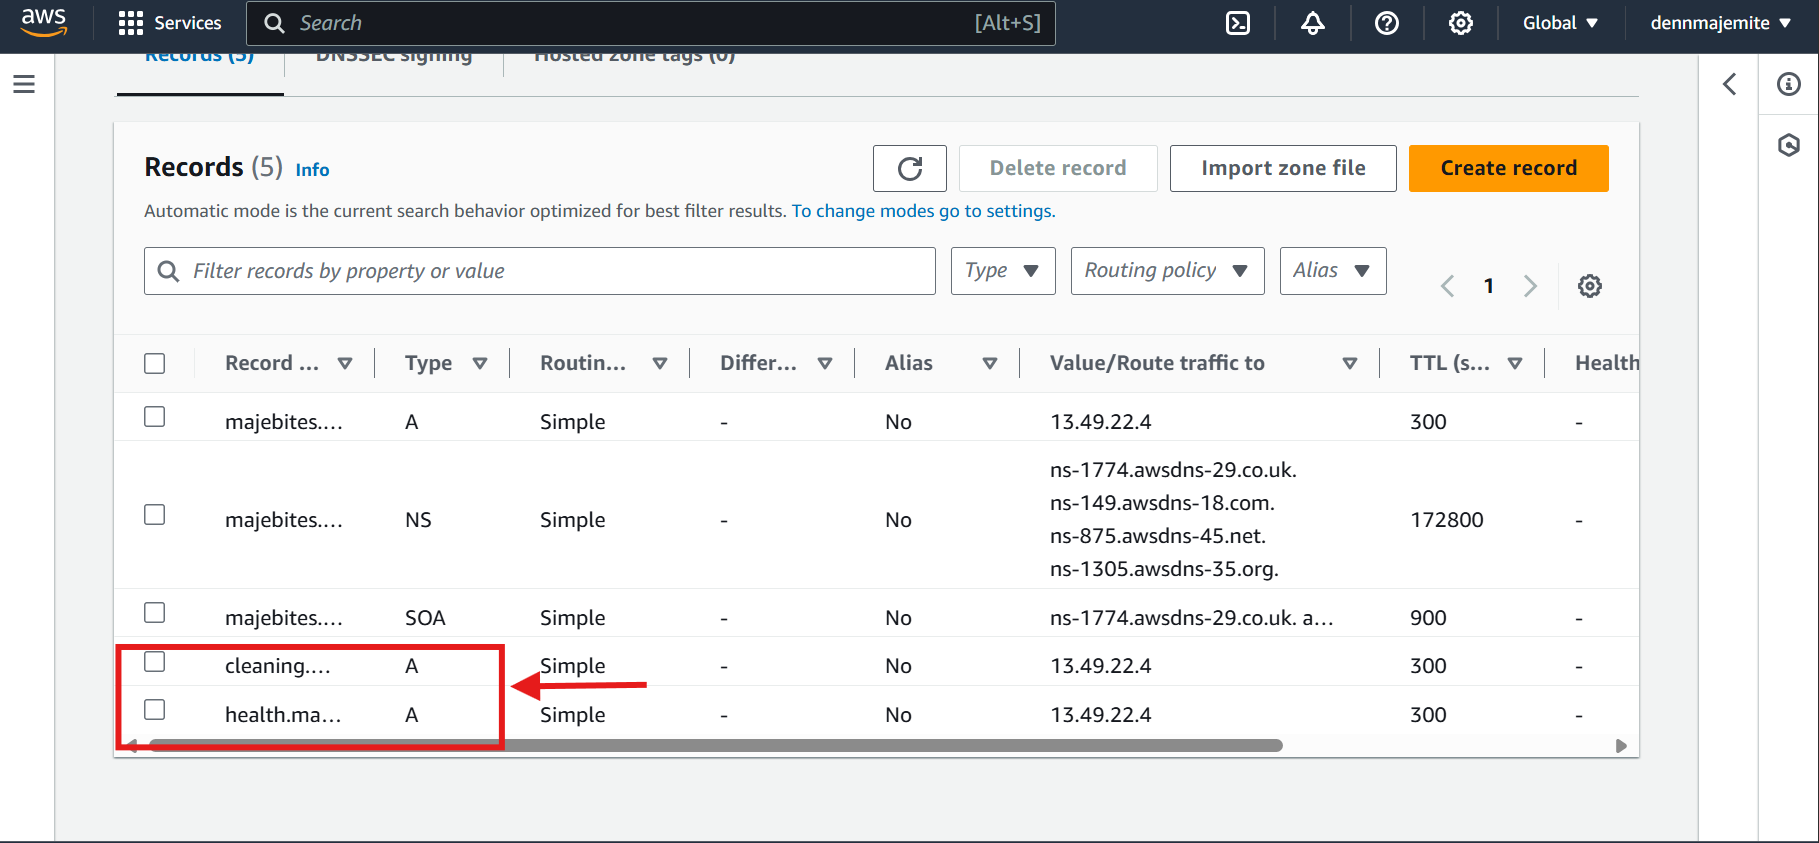 aws Services Search [Alt+S] Global dennmajemite
Records (5) DNSSEC signing Hosted zone tags (0)
Records (5) Info Delete record Import zone file Create record
Automatic mode is the current search behavior optimized for best filter results. To change modes go to settings.
Filter records by property or value Type Routing policy Alias 1
Record ... Type Routin... Differ... Alias Value/Route traffic to TTL (s... Health
majebites.... A Simple - No 13.49.22.4 300 -
ns-1774.awsdns-29.co.uk.
ns-149.awsdns-18.com.
majebites.... NS Simple - No 172800 -
ns-875.awsdns-45.net.
ns-1305.awsdns-35.org.
majebites.... SOA Simple - No ns-1774.awsdns-29.co.uk. a... 900 -
cleaning.... A Simple - No 13.49.22.4 300 -
health.ma... A Simple - No 13.49.22.4 300 -